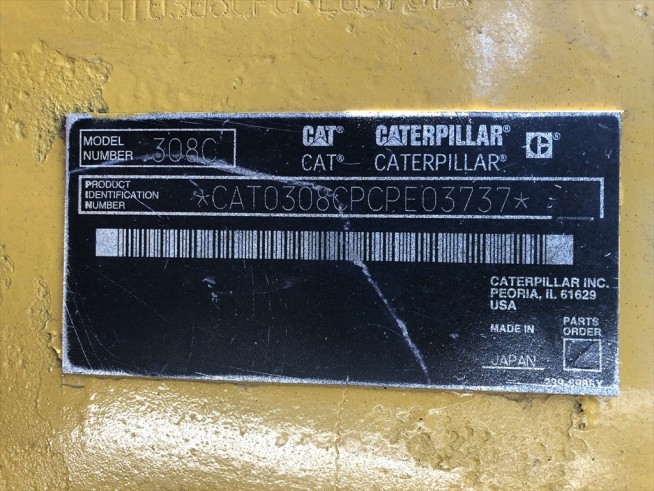 MODEL
NUMBER 308C
CAT® CATERPILLAR® C®
CAT® CATERPILLAR®
PRODUCT
IDENTIFICATION
NUMBER *CAT0308CPCPE03737*
CATERPILLAR INC.
PEORIA, IL 61629
USA
MADE IN
JAPAN
PARTS
ORDER